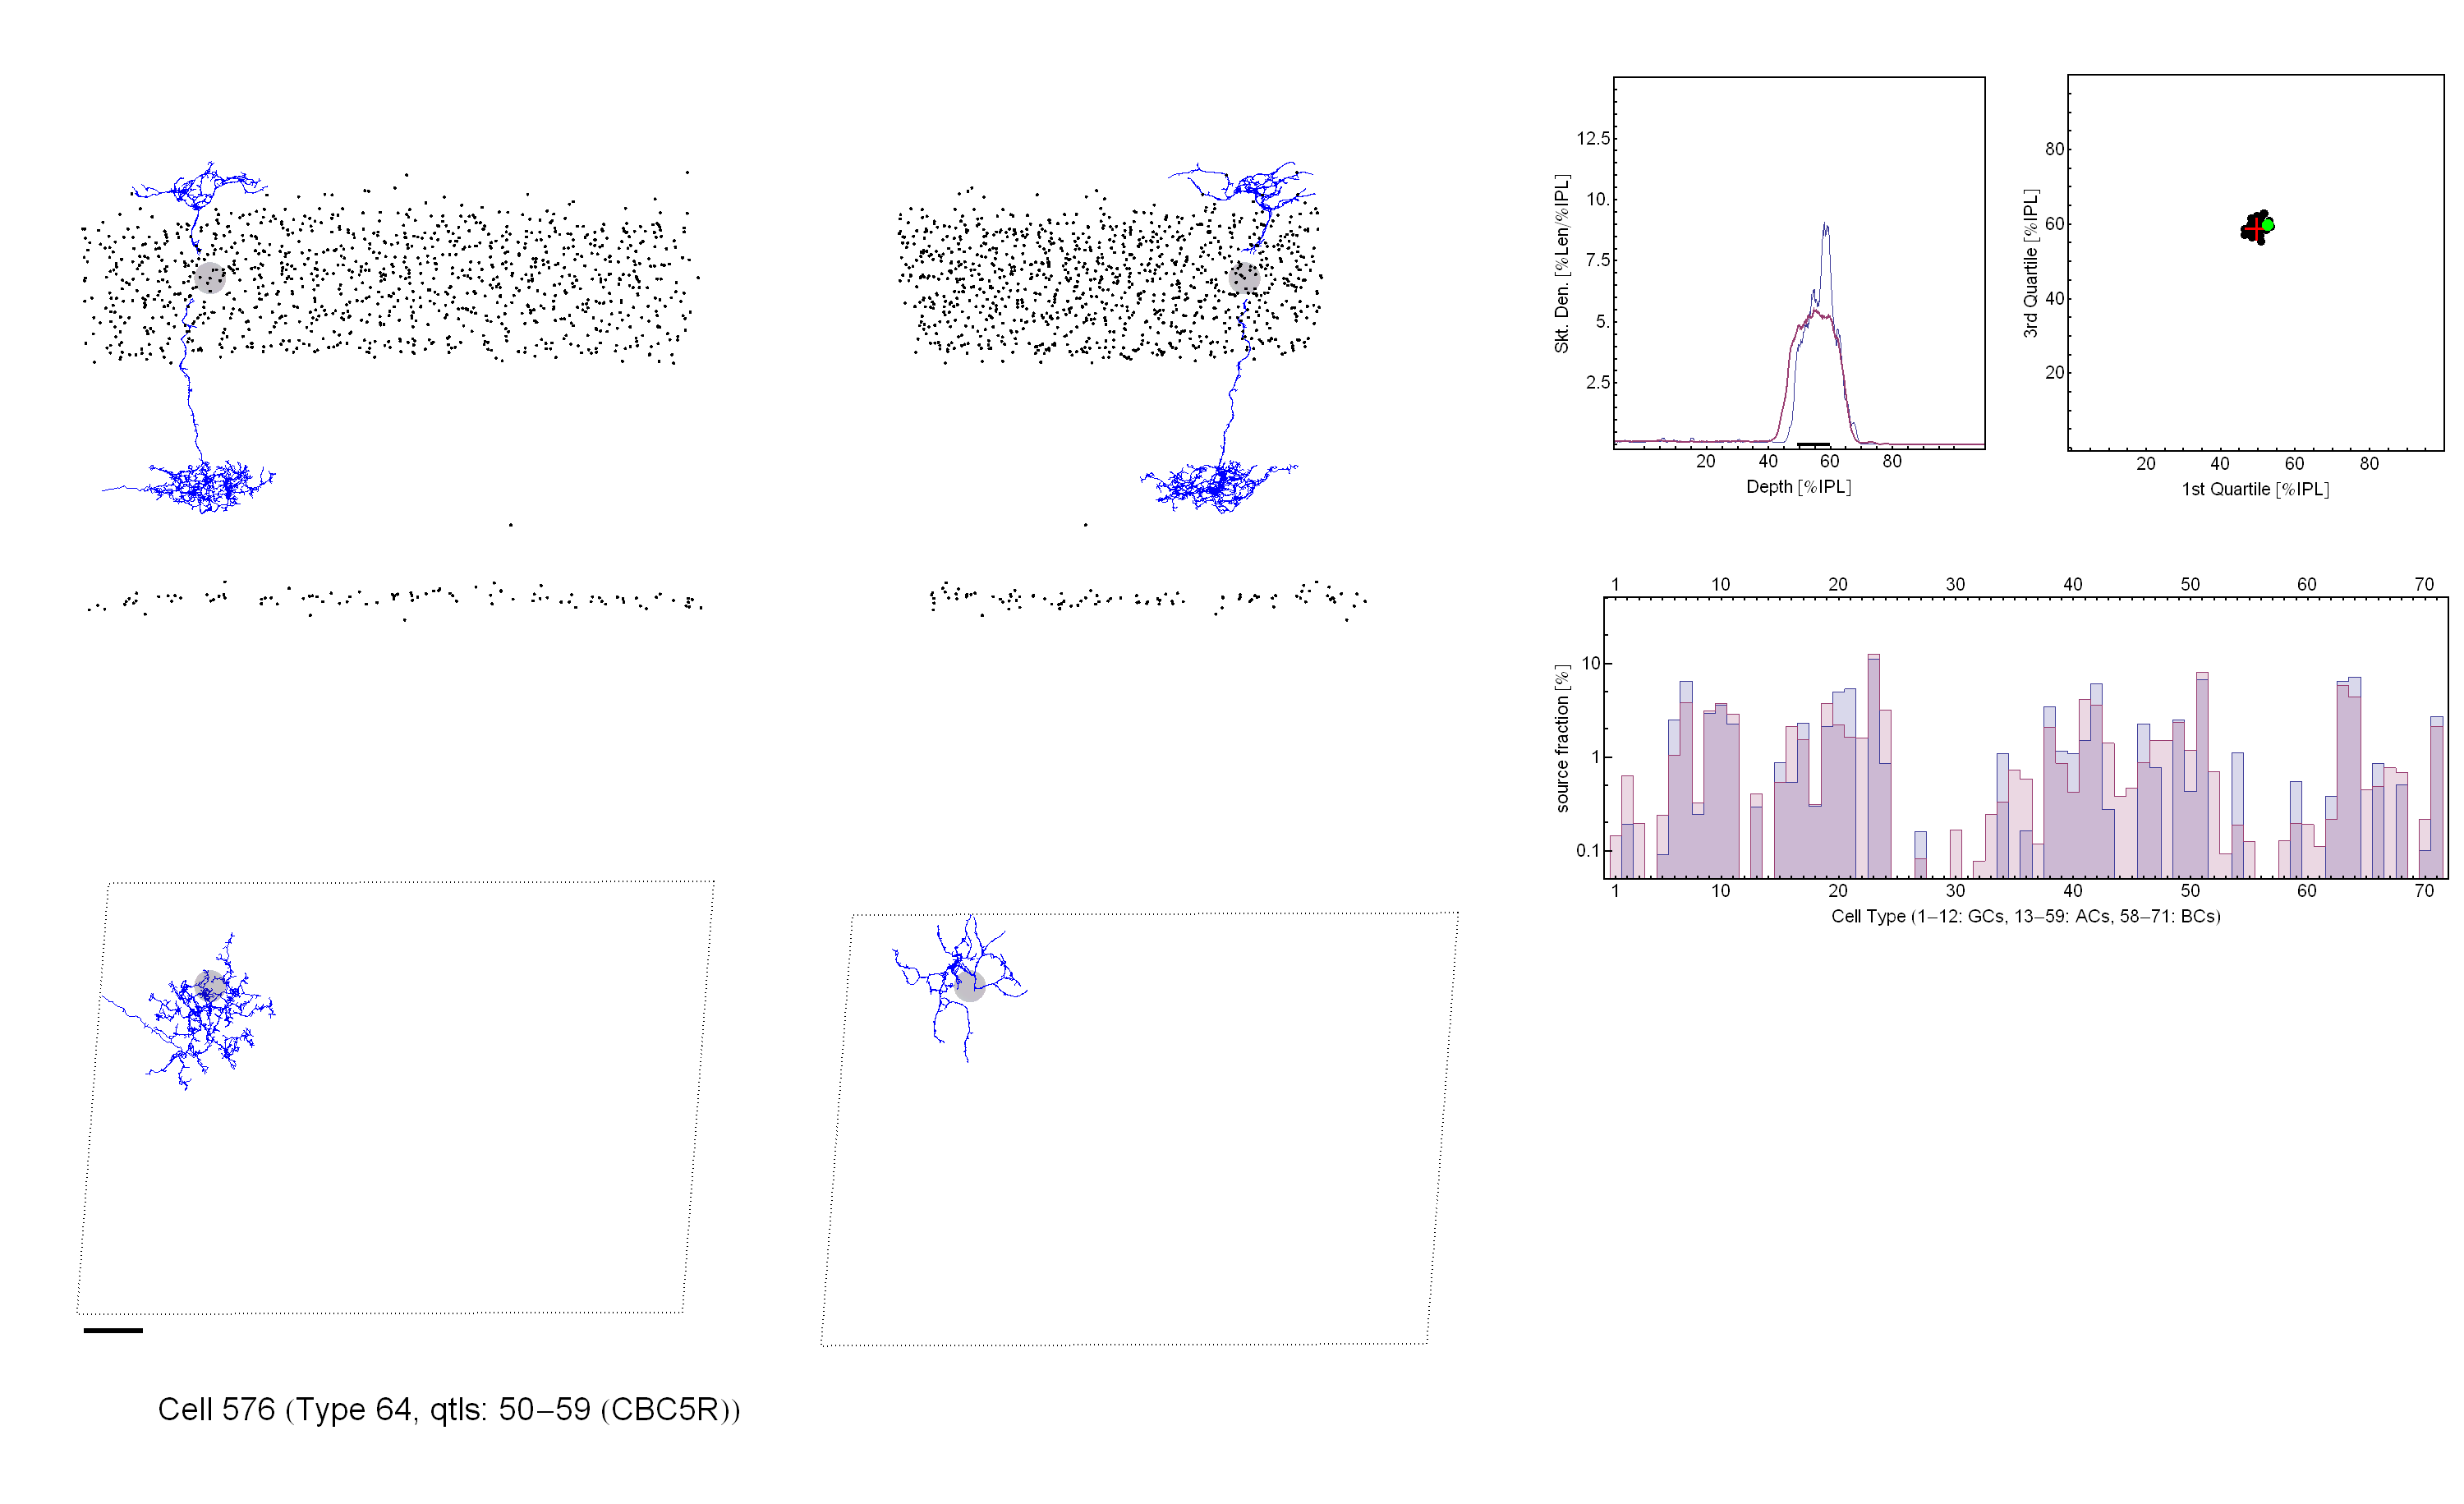 12.5
10.
7.5
5.
2.5
Skt. Den. [%Len/%IPL]
20 40 60 80
Depth [%IPL]
80
60
40
20
3rd Quartile [%IPL]
20 40 60 80
1st Quartile [%IPL]
1 10 20 30 40 50 60 70
10
1
0.1
source fraction [%]
1 10 20 30 40 50 60 70
Cell Type (1–12: GCs, 13–59: ACs, 58–71: BCs)
Cell 576 (Type 64, qtls: 50–59 (CBC5R))